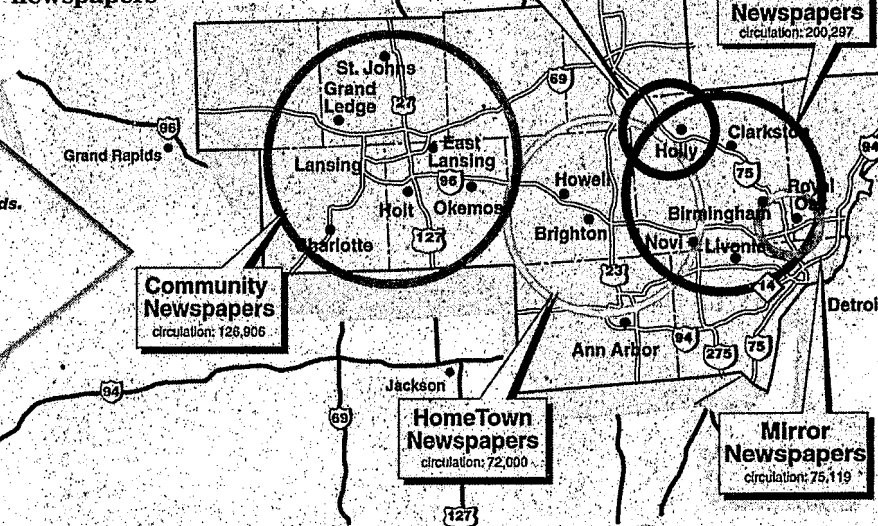 newspapers
Newspapers
circulation: 200,297
St. Johns
Grand
Ledge
27
69
96
Grand Rapids
East
Lansing
Lansing
96
Holt
Okemos
127
Charlotte
Howell
Brighton
Holly
Clarkston
75
94
Royal
Oak
Birmingham
Novi
Livonia
23
14
Detroi
ds.
Community
Newspapers
circulation: 126,906
Ann Arbor
94
275
75
94
Jackson
69
HomeTown
Newspapers
circulation: 72,000
Mirror
Newspapers
circulation: 75,119
127